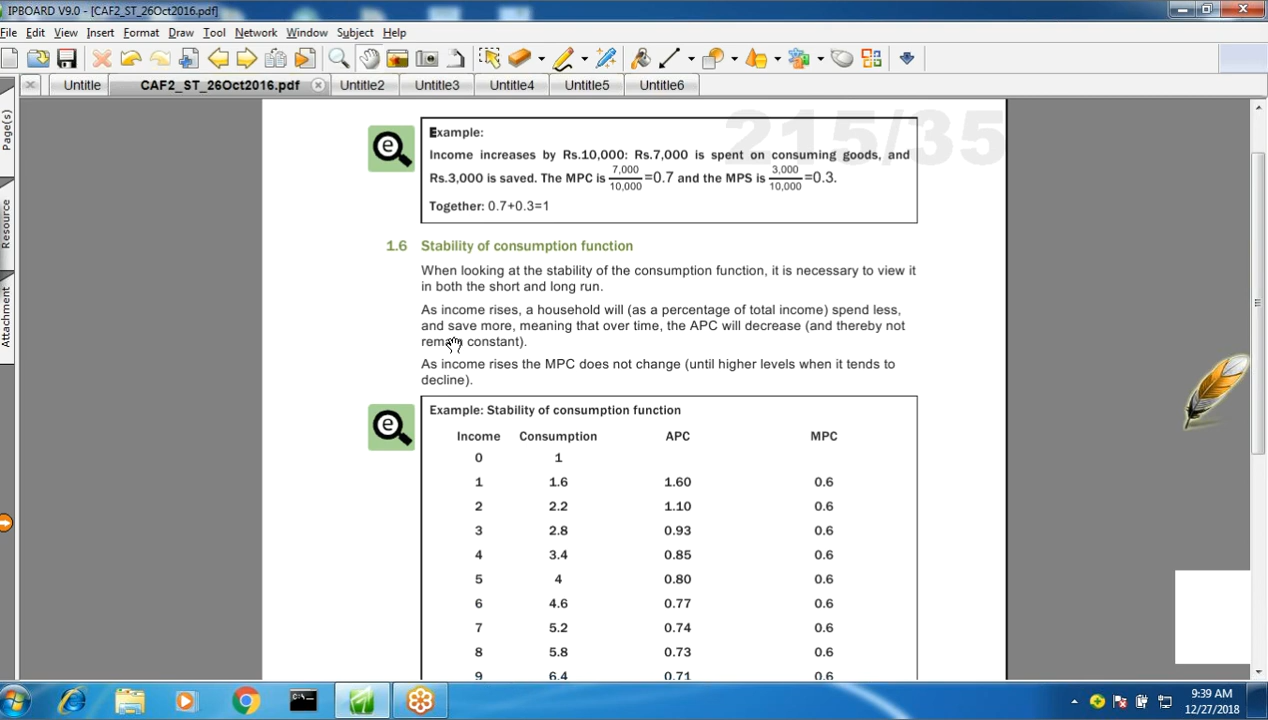 IPBOARD V9.0 - [CAF2_ST_26Oct2016.pdf]
File Edit View Insert Format Draw Tool Network Window Subject Help
Untitle CAF2_ST_26Oct2016.pdf Untitle2 Untitle3 Untitle4 Untitle5 Untitle6
Page(s)
Resource
Attachment
215/35
Example:
Income increases by Rs.10,000: Rs.7,000 is spent on consuming goods, and
Rs.3,000 is saved. The MPC is 7,000/10,000 =0.7 and the MPS is 3,000/10,000 =0.3.
Together: 0.7+0.3=1
1.6 Stability of consumption function
When looking at the stability of the consumption function, it is necessary to view it
in both the short and long run.
As income rises, a household will (as a percentage of total income) spend less,
and save more, meaning that over time, the APC will decrease (and thereby not
remain constant).
As income rises the MPC does not change (until higher levels when it tends to
decline).
Example: Stability of consumption function
Income Consumption APC MPC
0 1
1 1.6 1.60 0.6
2 2.2 1.10 0.6
3 2.8 0.93 0.6
4 3.4 0.85 0.6
5 4 0.80 0.6
6 4.6 0.77 0.6
7 5.2 0.74 0.6
8 5.8 0.73 0.6
9 6.4 0.71 0.6
9:39 AM
12/27/2018